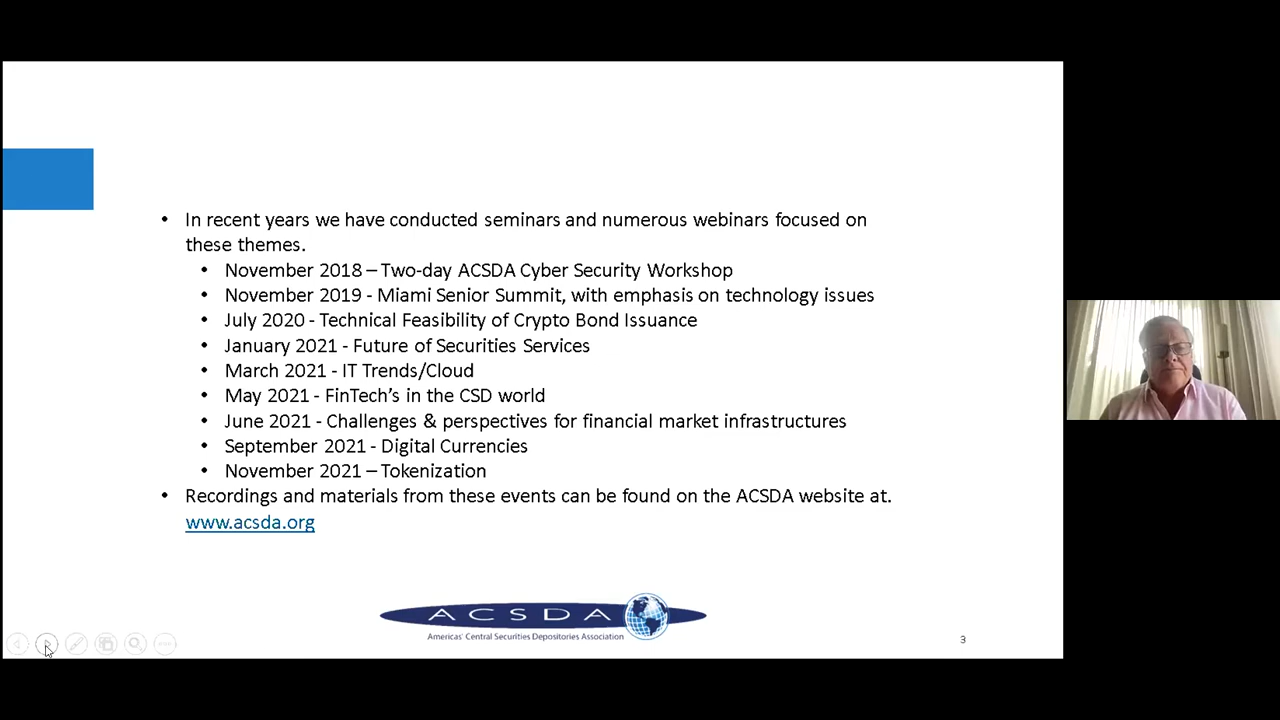 • In recent years we have conducted seminars and numerous webinars focused on
these themes.
• November 2018 – Two-day ACSDA Cyber Security Workshop
• November 2019 - Miami Senior Summit, with emphasis on technology issues
• July 2020 - Technical Feasibility of Crypto Bond Issuance
• January 2021 - Future of Securities Services
• March 2021 - IT Trends/Cloud
• May 2021 - FinTech’s in the CSD world
• June 2021 - Challenges & perspectives for financial market infrastructures
• September 2021 - Digital Currencies
• November 2021 – Tokenization
• Recordings and materials from these events can be found on the ACSDA website at.
www.acsda.org
ACSDA
Americas' Central Securities Depositories Association
3